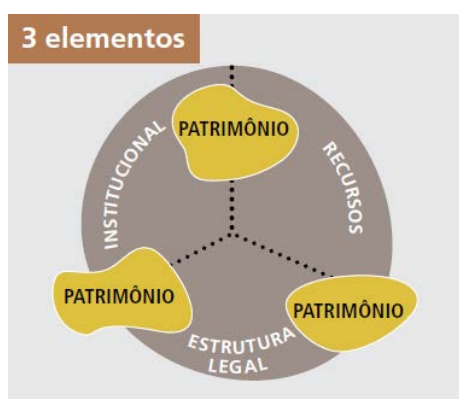 3 elementos
PATRIMÔNIO
INSTITUCIONAL
RECURSOS
PATRIMÔNIO
PATRIMÔNIO
ESTRUTURA
LEGAL